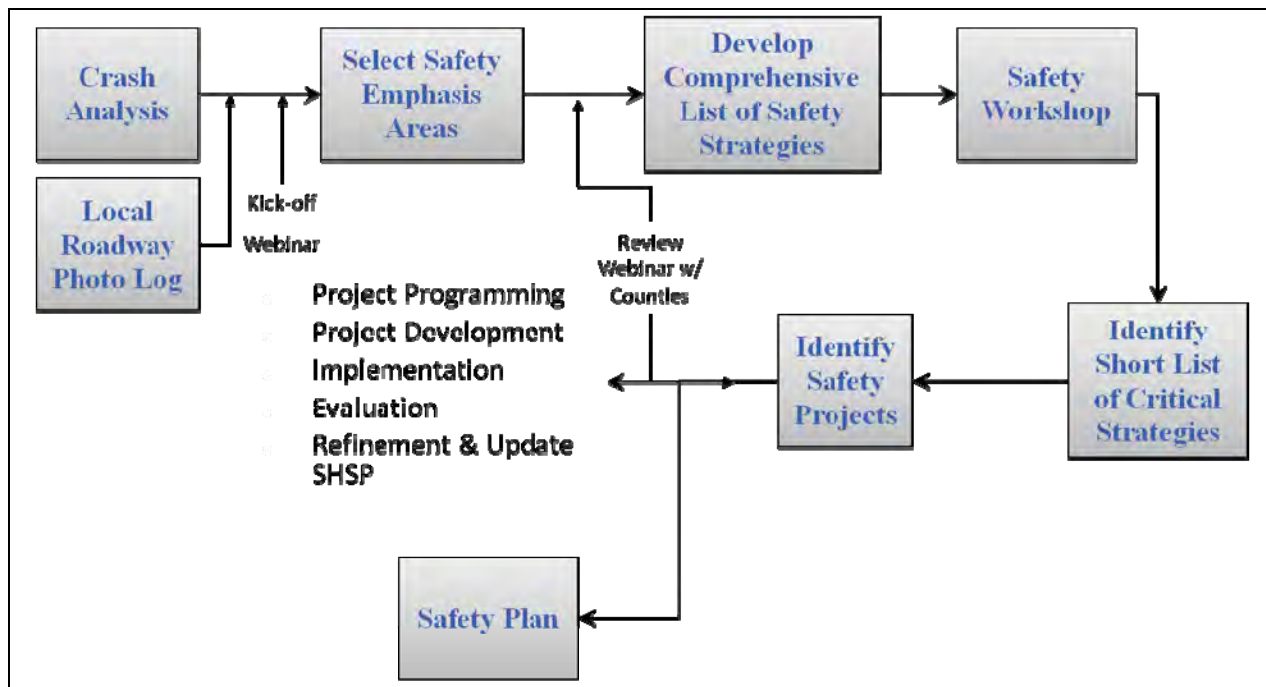 Crash
Analysis
Select Safety
Emphasis
Areas
Develop
Comprehensive
List of Safety
Strategies
Safety
Workshop
Local
Roadway
Photo Log
Kick-off
Webinar
Review
Webinar w/
Counties
Project Programming
Project Development
Implementation
Evaluation
Refinement & Update
SHSP
Identify
Safety
Projects
Identify
Short List
of Critical
Strategies
Safety Plan